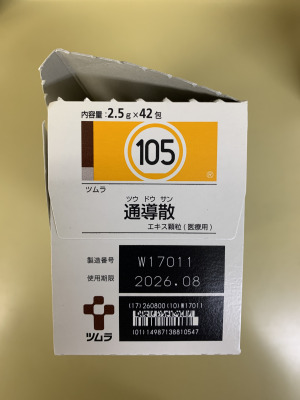 内容量:2.5g×42包
105
®
ツムラ
ツウ ドウ サン
通導散
エキス顆粒(医療用)
製造番号 W17011
使用期限 2026.08
(17)260800(10)W17011
(01)14987138810547
ツムラ